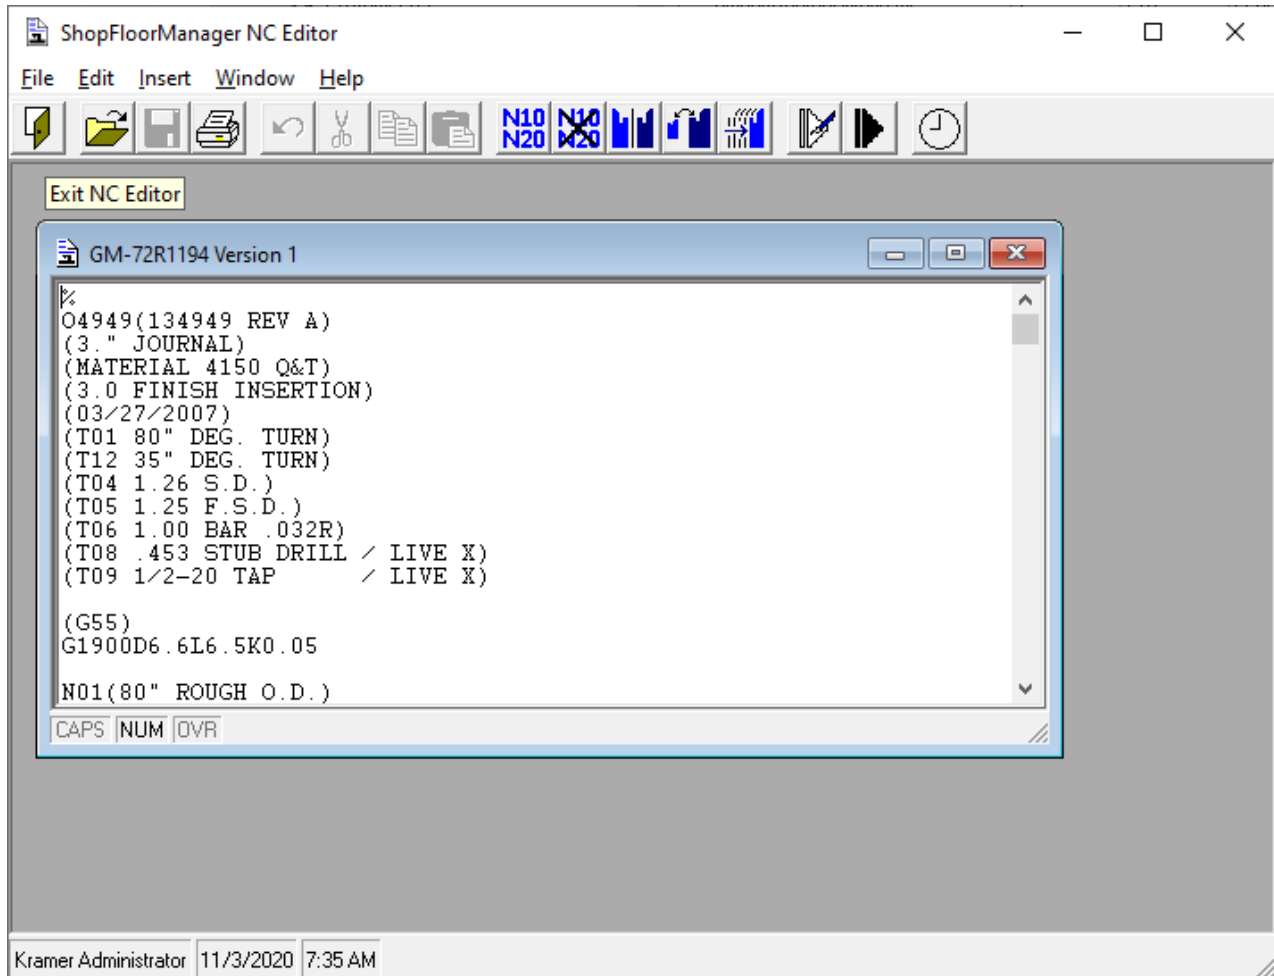 ShopFloorManager NC Editor
File Edit Insert Window Help
N10 N10
N20 N20
Exit NC Editor
GM-72R1194 Version 1
%
O4949(134949 REV A)
(3." JOURNAL)
(MATERIAL 4150 Q&T)
(3.0 FINISH INSERTION)
(03/27/2007)
(T01 80" DEG. TURN)
(T12 35" DEG. TURN)
(T04 1.26 S.D.)
(T05 1.25 F.S.D.)
(T06 1.00 BAR .032R)
(T08 .453 STUB DRILL / LIVE X)
(T09 1/2-20 TAP / LIVE X)
(G55)
G1900D6.6L6.5K0.05
N01(80" ROUGH O.D.)
CAPS NUM OVR
Kramer Administrator 11/3/2020 7:35 AM